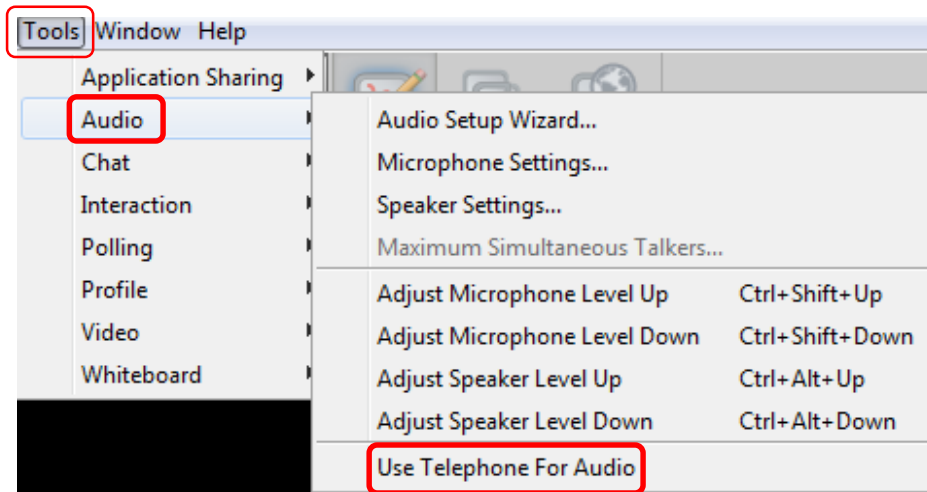 Tools Window Help
Application Sharing
Audio
Chat
Interaction
Polling
Profile
Video
Whiteboard
Audio Setup Wizard...
Microphone Settings...
Speaker Settings...
Maximum Simultaneous Talkers...
Adjust Microphone Level Up Ctrl+Shift+Up
Adjust Microphone Level Down Ctrl+Shift+Down
Adjust Speaker Level Up Ctrl+Alt+Up
Adjust Speaker Level Down Ctrl+Alt+Down
Use Telephone For Audio